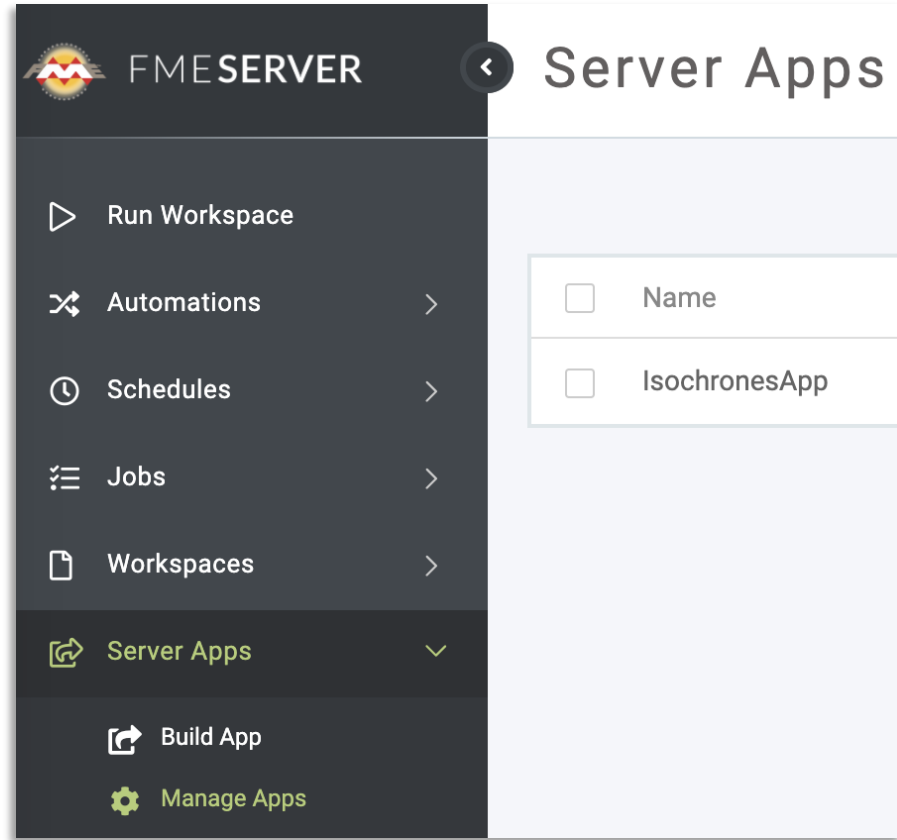 FMESERVER
Server Apps
Run Workspace
Automations
Schedules
Jobs
Workspaces
Server Apps
Build App
Manage Apps
Name
IsochronesApp